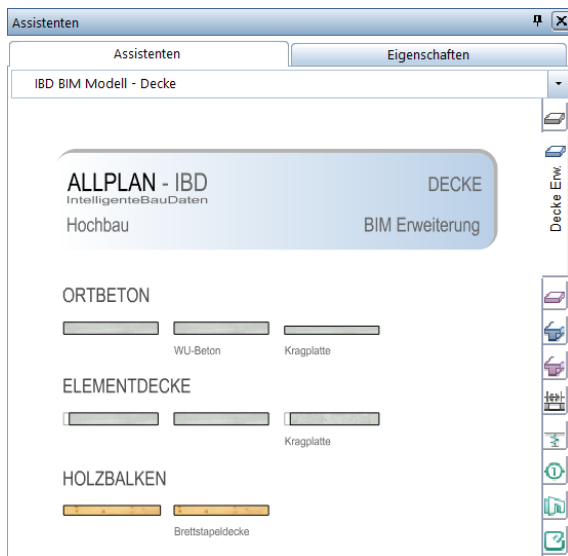 Assistenten
Assistenten
Eigenschaften
IBD BIM Modell - Decke
Decke Erw.
ALLPLAN - IBD
IntelligenteBauDaten
DECKE
Hochbau
BIM Erweiterung
ORTBETON
WU-Beton
Kragplatte
ELEMENTDECKE
Kragplatte
HOLZBALKEN
Brettstapeldecke